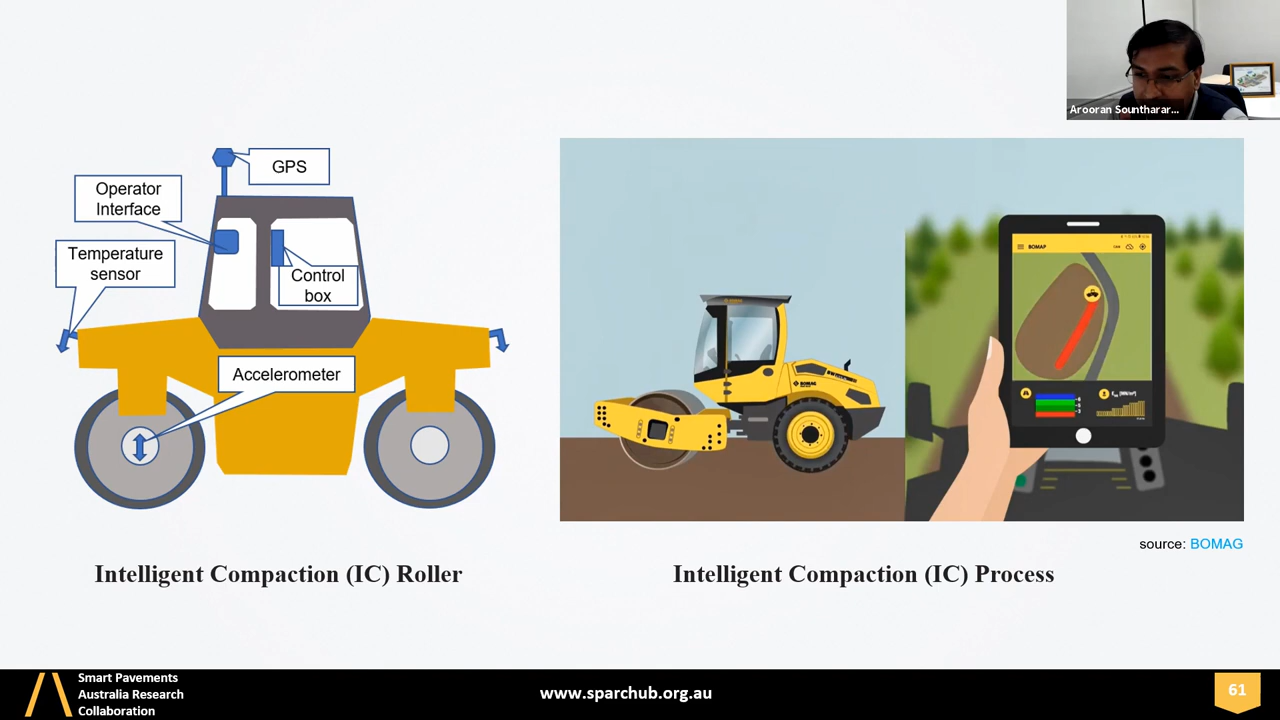 Arooran Sountharar...
GPS
Operator
Interface
Temperature
sensor
Control
box
Accelerometer
BOMAP
BOMAG
source: BOMAG
Intelligent Compaction (IC) Roller
Intelligent Compaction (IC) Process
Smart Pavements
Australia Research
Collaboration
www.sparchub.org.au
61